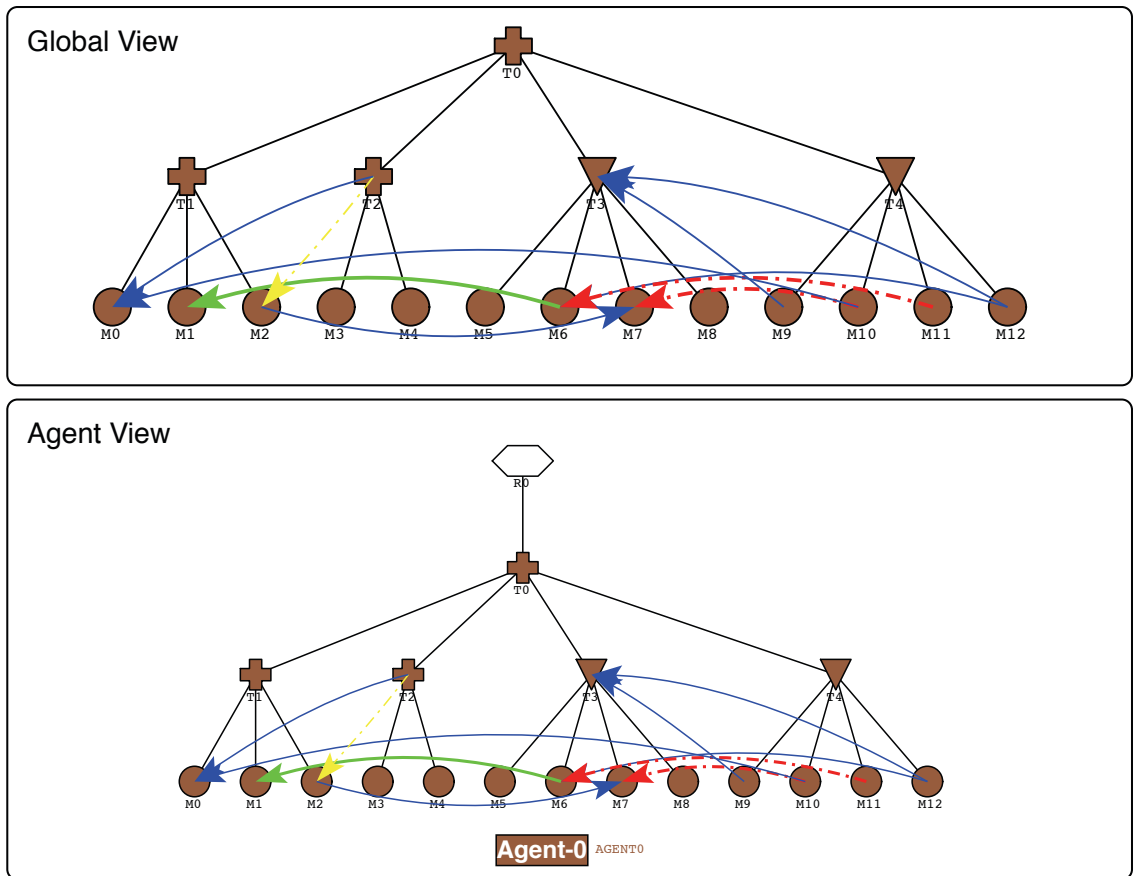 Global View
T0
T1 T2 T3 T4
M0 M1 M2 M3 M4 M5 M6 M7 M8 M9 M10 M11 M12
Agent View
R0
T0
T1 T2 T3 T4
M0 M1 M2 M3 M4 M5 M6 M7 M8 M9 M10 M11 M12
Agent-0 AGENT0